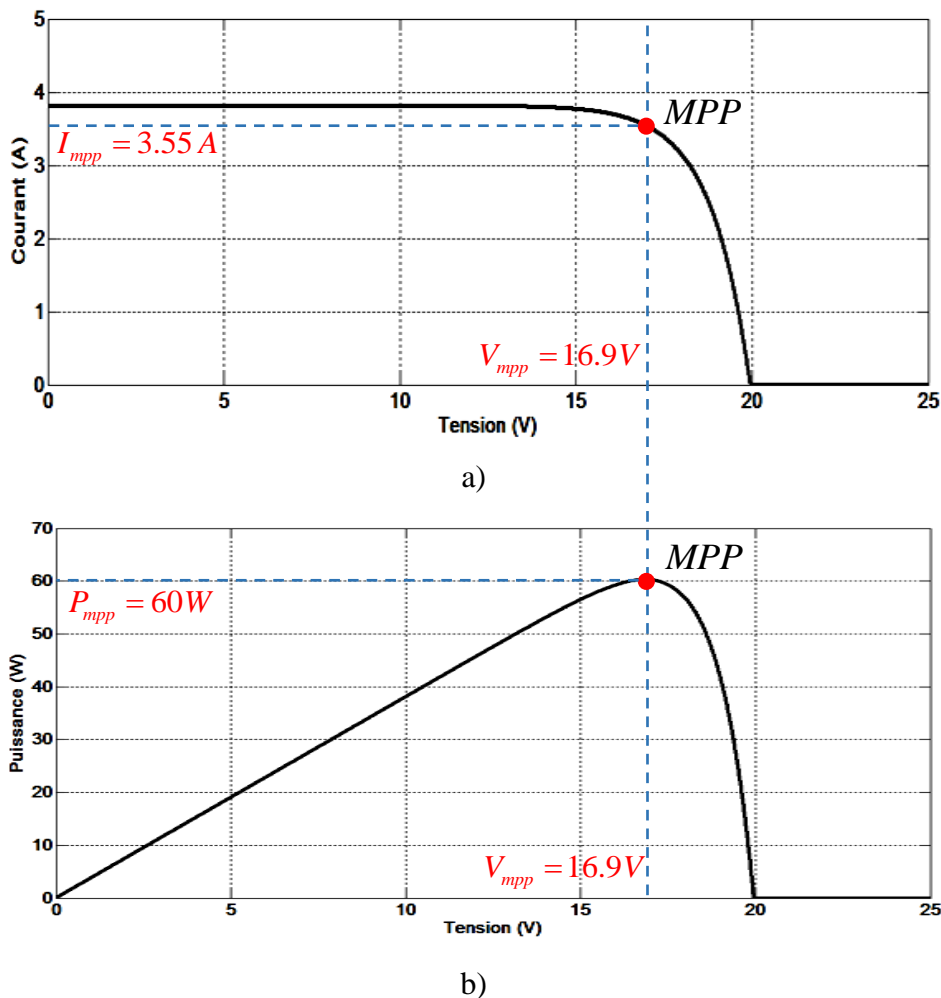 5
4
MPP
I_mpp = 3.55 A
3
Courant (A)
2
V_mpp = 16.9V
1
0
0 5 10 15 20 25
Tension (V)
a)
70
MPP
60
P_mpp = 60W
50
40
Puissance (W)
30
20
10
V_mpp = 16.9V
0
0 5 10 15 20 25
Tension (V)
b)